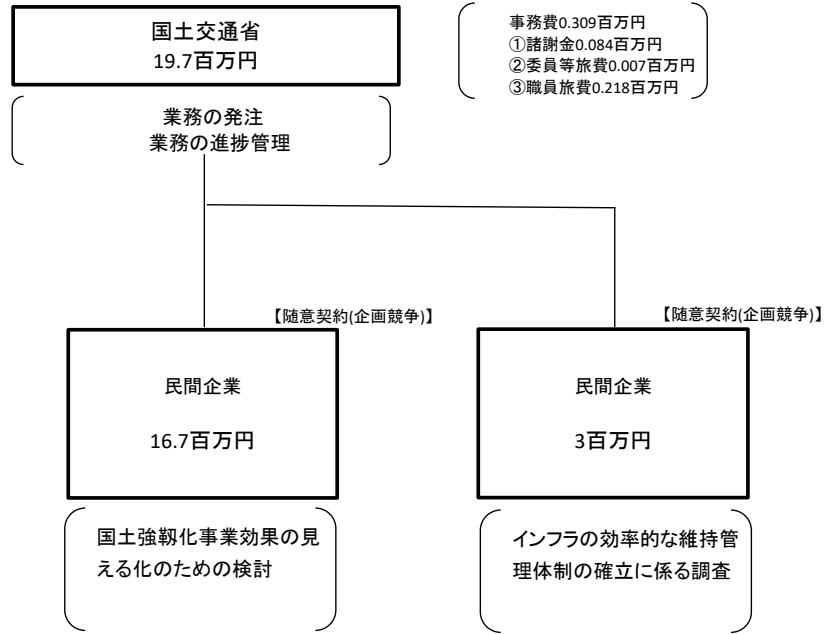 国土交通省
19.7百万円
事務費0.309百万円
①諸謝金0.084百万円
②委員等旅費0.007百万円
③職員旅費0.218百万円
業務の発注
業務の進捗管理
【随意契約(企画競争)】
民間企業
16.7百万円
国土強靱化事業効果の見
える化のための検討
【随意契約(企画競争)】
民間企業
3百万円
インフラの効率的な維持管
理体制の確立に係る調査